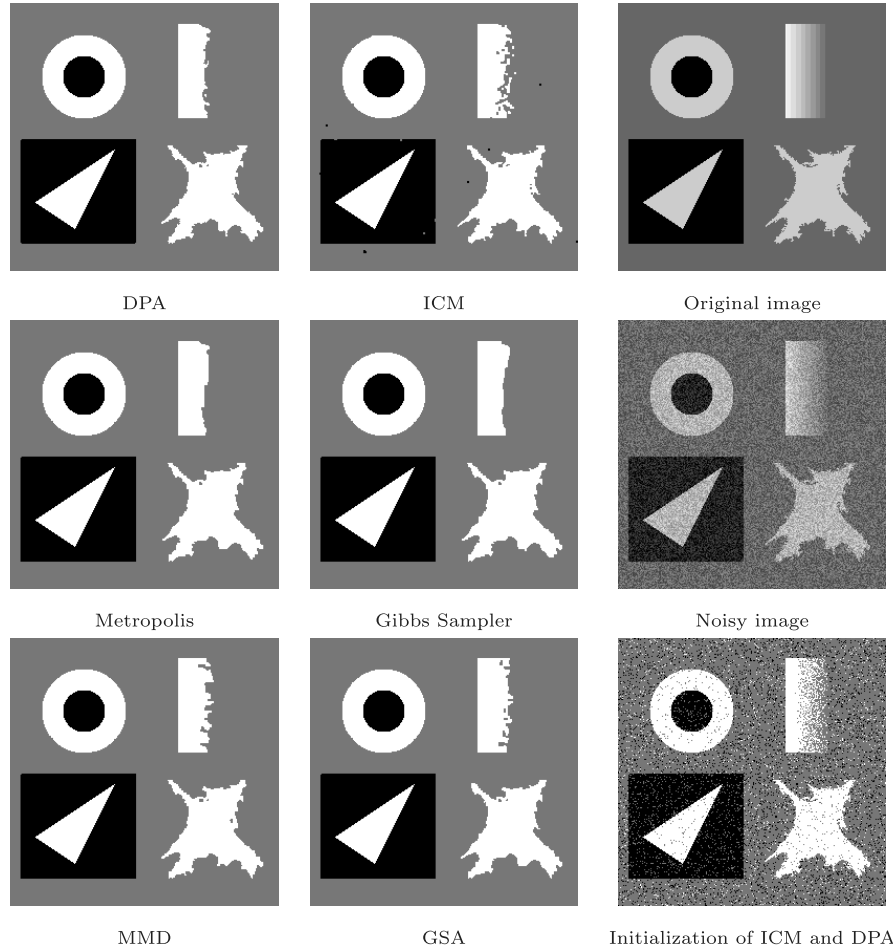 DPA
ICM
Original image
Metropolis
Gibbs Sampler
Noisy image
MMD
GSA
Initialization of ICM and DPA